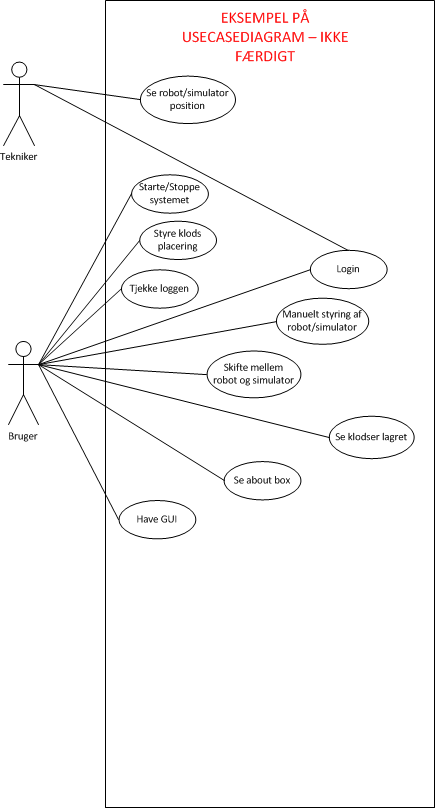 EKSEMPEL PÅ
USECASEDIAGRAM – IKKE
FÆRDIGT
Se robot/simulator
position
Tekniker
Starte/Stoppe
systemet
Styre klods
placering
Login
Tjekke loggen
Manuelt styring af
robot/simulator
Skifte mellem
robot og simulator
Bruger
Se klodser lagret
Se about box
Have GUI